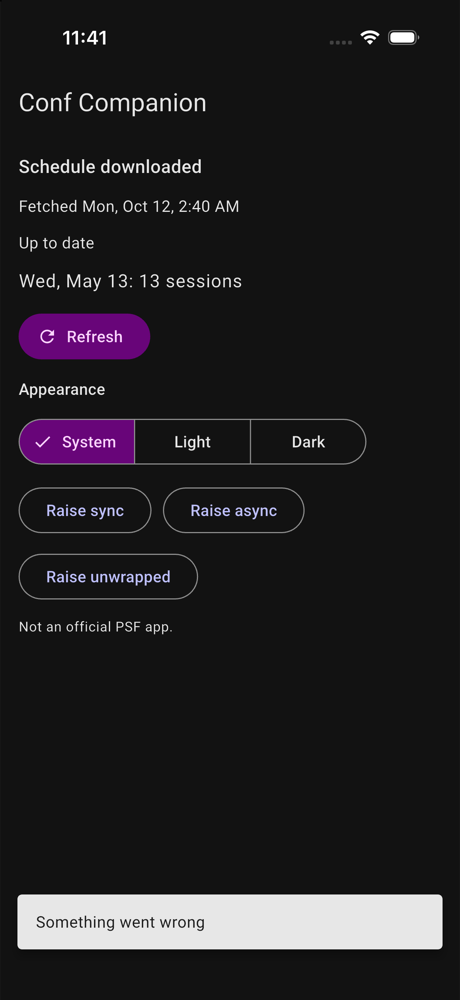 11:41
Conf Companion
Schedule downloaded
Fetched Mon, Oct 12, 2:40 AM
Up to date
Wed, May 13: 13 sessions
Refresh
Appearance
System Light Dark
Raise sync Raise async
Raise unwrapped
Not an official PSF app.
Something went wrong